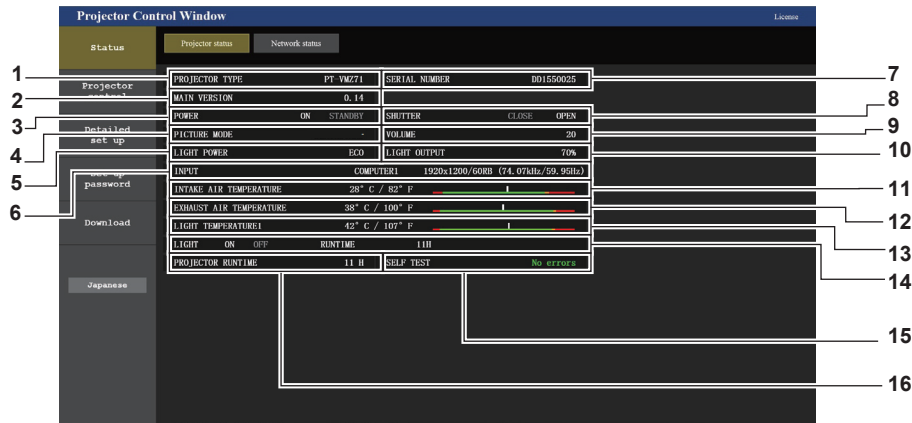 Projector Control Window
License
Status
Projector status
Network status
Projector
control
Detailed
set up
Set up
password
Download
Japanese
PROJECTOR TYPE PT-VMZ71 SERIAL NUMBER DD1550025
MAIN VERSION 0.14
POWER ON STANDBY SHUTTER CLOSE OPEN
PICTURE MODE - VOLUME 20
LIGHT POWER ECO LIGHT OUTPUT 70%
INPUT COMPUTER1 1920x1200/60RB (74.07kHz/59.95Hz)
INTAKE AIR TEMPERATURE 28° C / 82° F
EXHAUST AIR TEMPERATURE 38° C / 100° F
LIGHT TEMPERATURE1 42° C / 107° F
LIGHT ON OFF RUNTIME 11H
PROJECTOR RUNTIME 11 H SELF TEST No errors
1
2
3
4
5
6
7
8
9
10
11
12
13
14
15
16